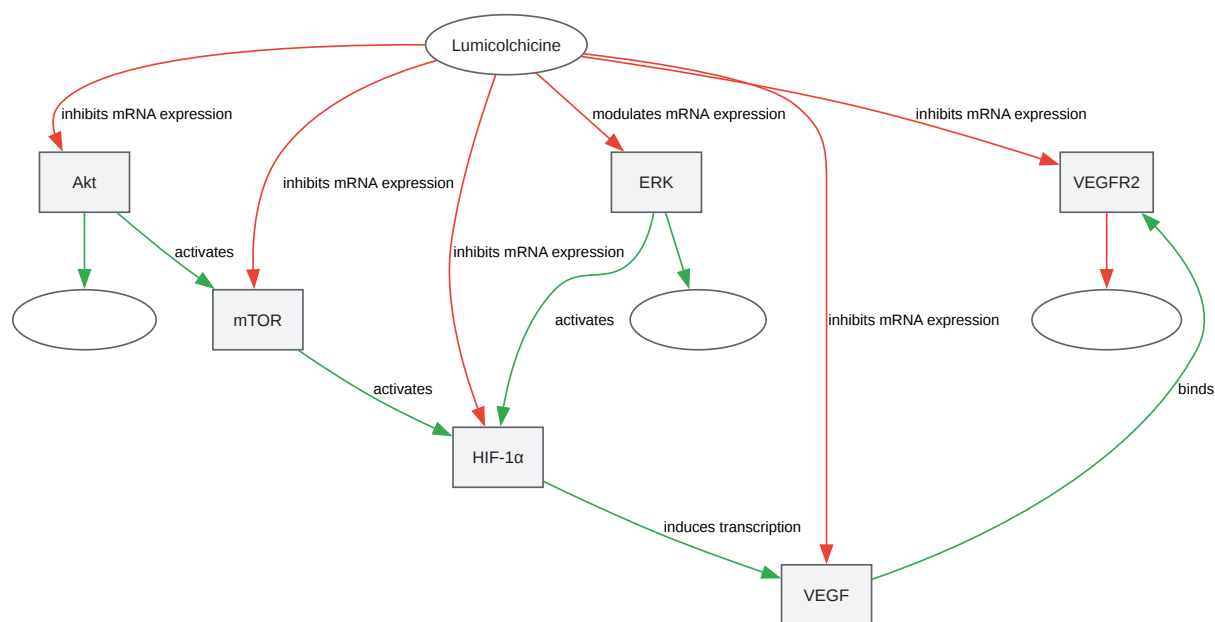 Lumicolchicine
inhibits mRNA expression
modulates mRNA expression
inhibits mRNA expression
Akt
inhibits mRNA expression
ERK
VEGFR2
activates
inhibits mRNA expression
mTOR
activates
inhibits mRNA expression
activates
binds
HIF-1α
induces transcription
VEGF